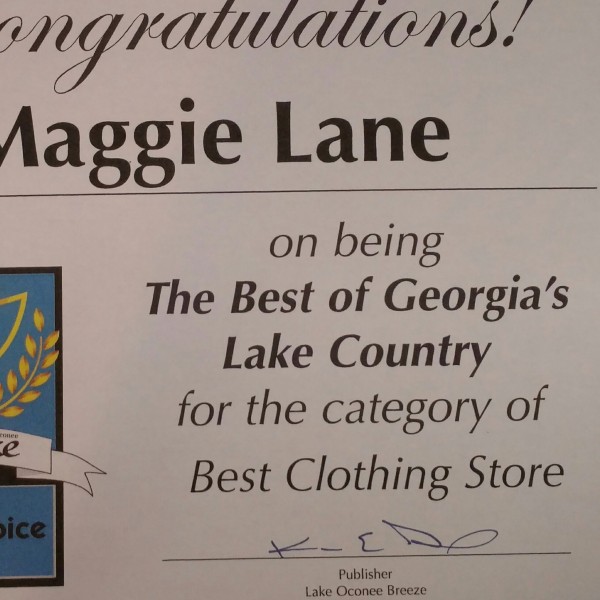 ongratulations!
Maggie Lane
on being
The Best of Georgia's
Lake Country
for the category of
Best Clothing Store
Publisher
Lake Oconee Breeze
oice